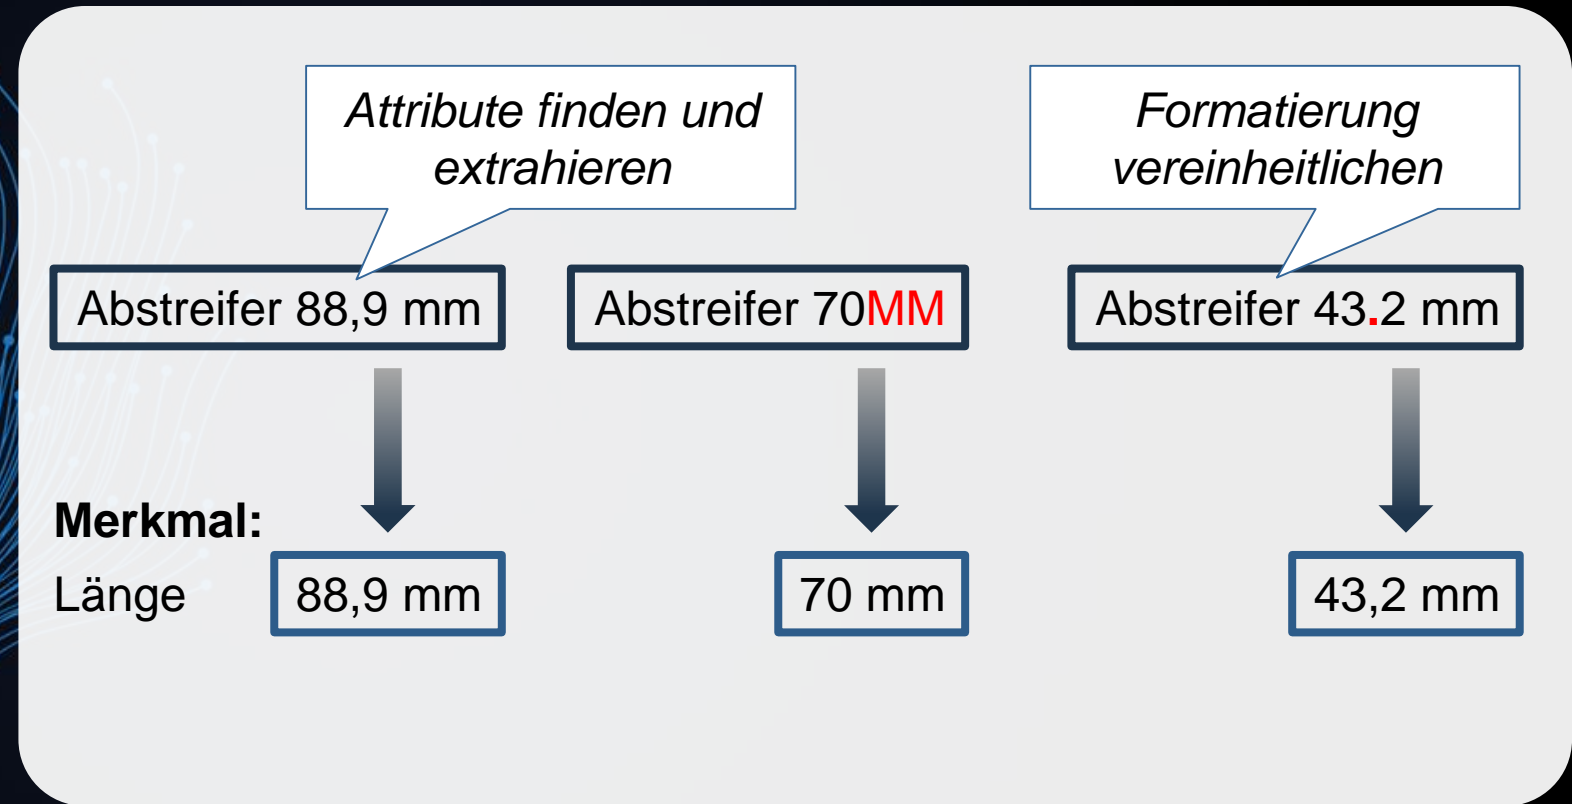 Attribute finden und
extrahieren
Formatierung
vereinheitlichen
Abstreifer 88,9 mm
Abstreifer 70MM
Abstreifer 43.2 mm
Merkmal:
Länge
88,9 mm
70 mm
43,2 mm